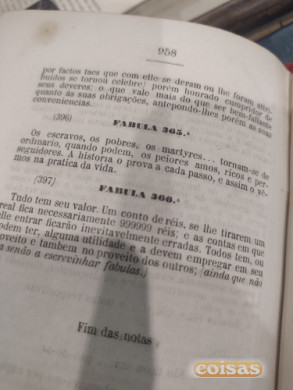 958
por factos taes que com elle se deram ou lhe foram
buidos se tornou celebre; porém honrado cumpridor de
seus deveres; o que vale mais do que ser bem-fallante
quanto ás suas obrigações, antepondo-lhes porém as suas
conveniencias.
(396)
FABULA 365.ª
Os escravos, os pobres, os martyres... tornam-se de
ordinario, quando podem, os peiores amos, ricos e per-
seguidores. A historia o prova a cada passo, e assim o vê-
mos na pratica da vida.
(397)
FABULA 366.ª
Tudo tem seu valor. Um conto de réis, se lhe tirarem um
real fica necessariamente 999999 réis; e as contas em que
elle entrar ficarão inevitavelmente erradas. Todos tem, ou
podem ter, alguma utilidade e a devem empregar em seu
proveito e tambem no proveito dos outros; (ainda que não
seja senão a escrevinhar fabulas.)
Fim das notas
coisas